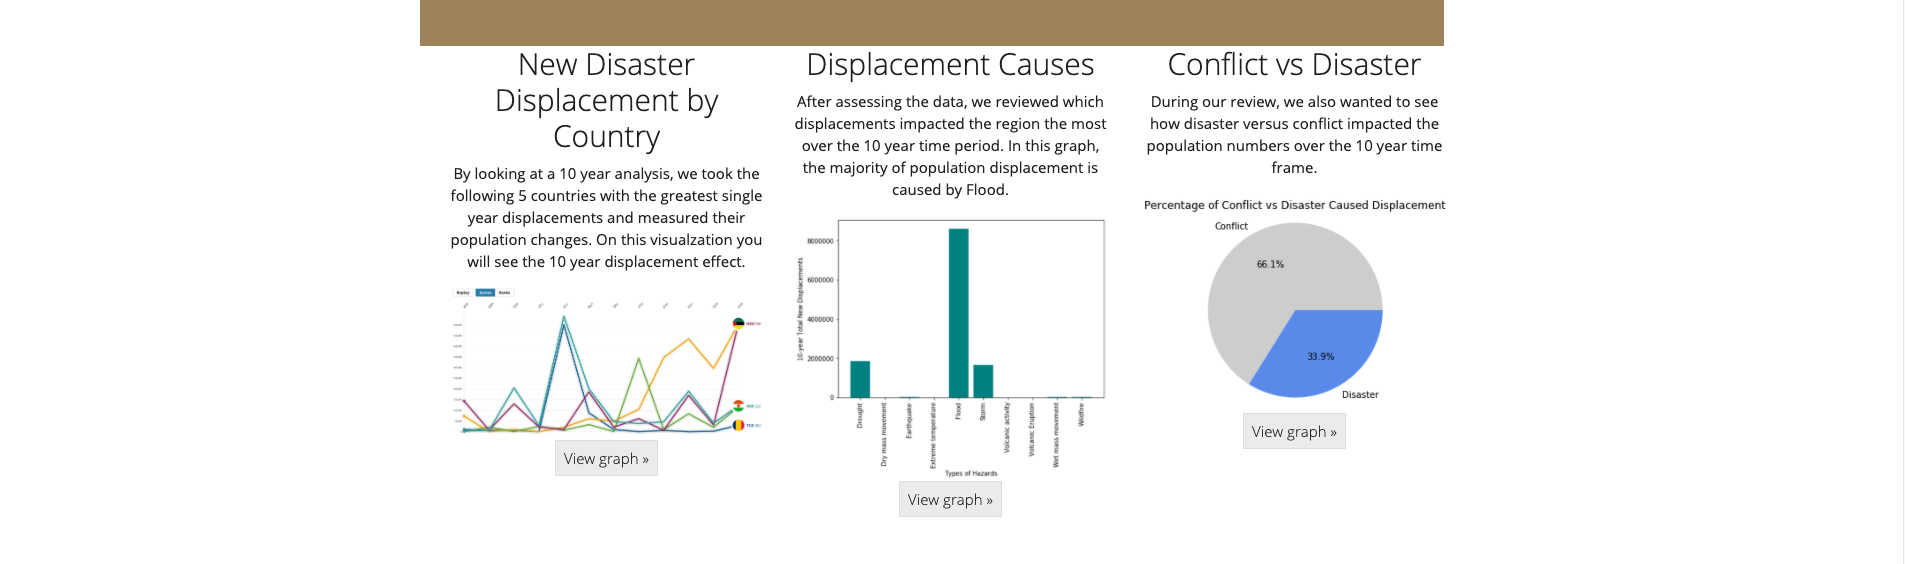 New Disaster
Displacement by
Country
By looking at a 10 year analysis, we took the
following 5 countries with the greatest single
year displacements and measured their
population changes. On this visualzation you
will see the 10 year displacement effect.
Replay
Scores
Ranks
View graph »
Displacement Causes
After assessing the data, we reviewed which
displacements impacted the region the most
over the 10 year time period. In this graph,
the majority of population displacement is
caused by Flood.
10-year Total New Displacements
8000000
6000000
4000000
2000000
0
Drought
Dry mass movement
Earthquake
Extreme temperature
Flood
Storm
Volcanic activity
Volcanic Eruption
Wet mass movement
Wildfire
Types of Hazards
View graph »
Conflict vs Disaster
During our review, we also wanted to see
how disaster versus conflict impacted the
population numbers over the 10 year time
frame.
Percentage of Conflict vs Disaster Caused Displacement
Conflict
66.1%
33.9%
Disaster
View graph »